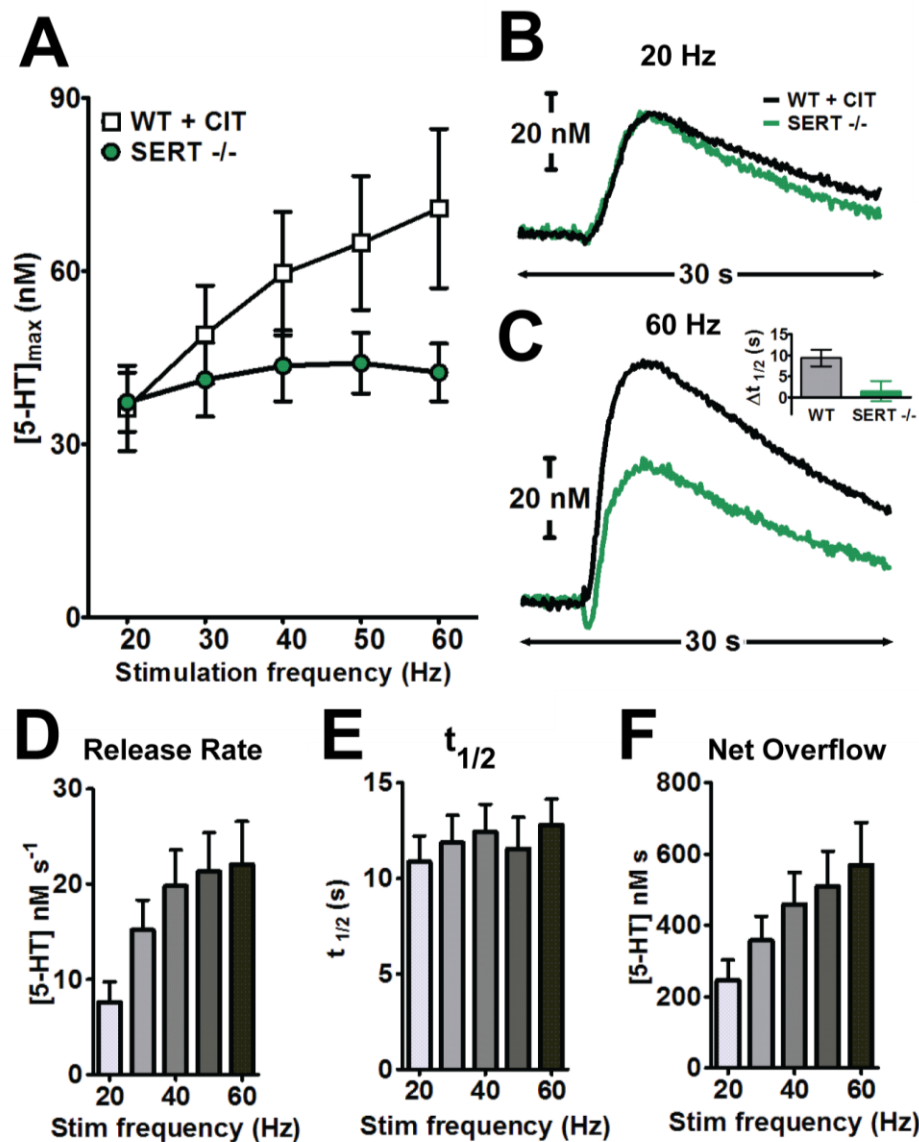 A
90
60
30
0
[5-HT]max (nM)
WT + CIT
SERT -/-
20 30 40 50 60
Stimulation frequency (Hz)
B
20 Hz
20 nM
WT + CIT
SERT -/-
30 s
C
60 Hz
20 nM
15
10
5
0
Δt 1/2 (s)
WT SERT -/-
30 s
D
Release Rate
30
20
10
0
[5-HT] nM s-1
20 40 60
Stim frequency (Hz)
E
t1/2
15
10
5
0
t 1/2 (s)
20 40 60
Stim frequency (Hz)
F
Net Overflow
800
600
400
200
0
[5-HT] nM s
20 40 60
Stim frequency (Hz)